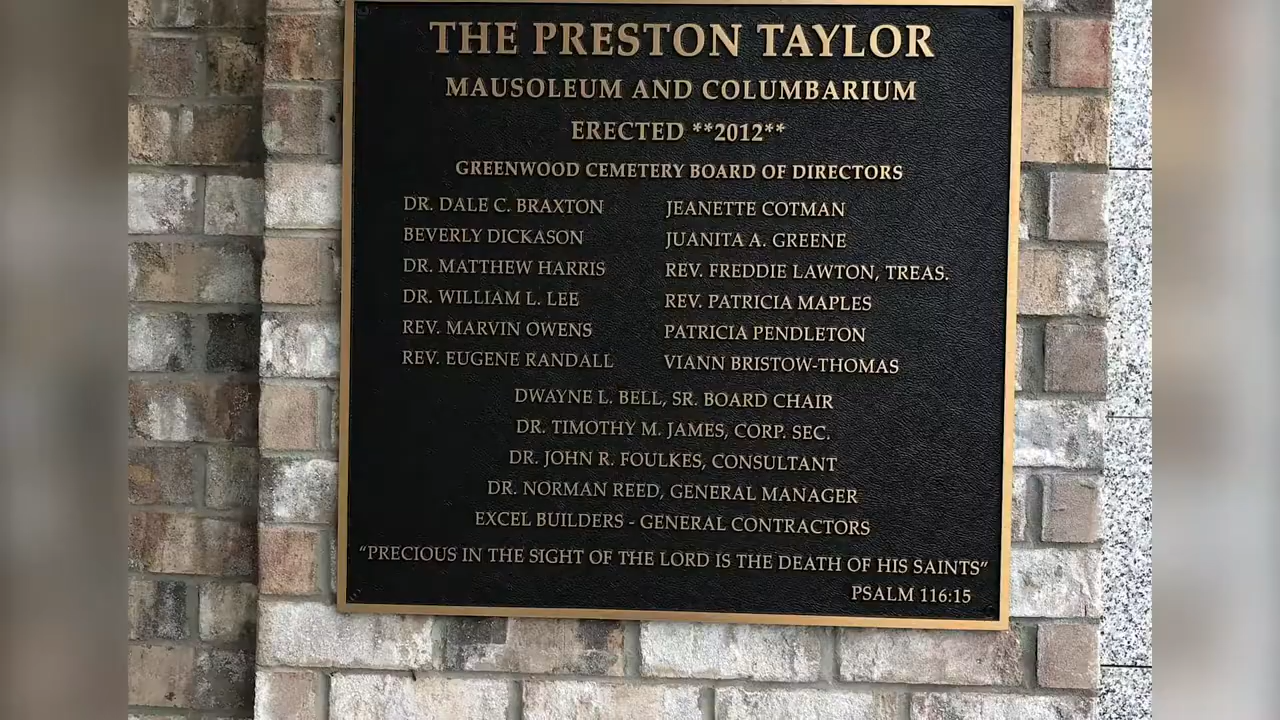 THE PRESTON TAYLOR
MAUSOLEUM AND COLUMBARIUM
ERECTED **2012**
GREENWOOD CEMETERY BOARD OF DIRECTORS
DR. DALE C. BRAXTON JEANETTE COTMAN
BEVERLY DICKASON JUANITA A. GREENE
DR. MATTHEW HARRIS REV. FREDDIE LAWTON, TREAS.
DR. WILLIAM L. LEE REV. PATRICIA MAPLES
REV. MARVIN OWENS PATRICIA PENDLETON
REV. EUGENE RANDALL VIANN BRISTOW-THOMAS
DWAYNE L. BELL, SR. BOARD CHAIR
DR. TIMOTHY M. JAMES, CORP. SEC.
DR. JOHN R. FOULKES, CONSULTANT
DR. NORMAN REED, GENERAL MANAGER
EXCEL BUILDERS - GENERAL CONTRACTORS
“PRECIOUS IN THE SIGHT OF THE LORD IS THE DEATH OF HIS SAINTS”
PSALM 116:15